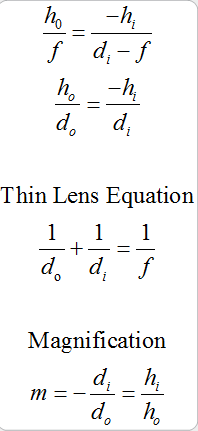 h₀/f = -hᵢ/(dᵢ - f)
hₒ/dₒ = -hᵢ/dᵢ
Thin Lens Equation
1/dₒ + 1/dᵢ = 1/f
Magnification
m = -dᵢ/dₒ = hᵢ/hₒ